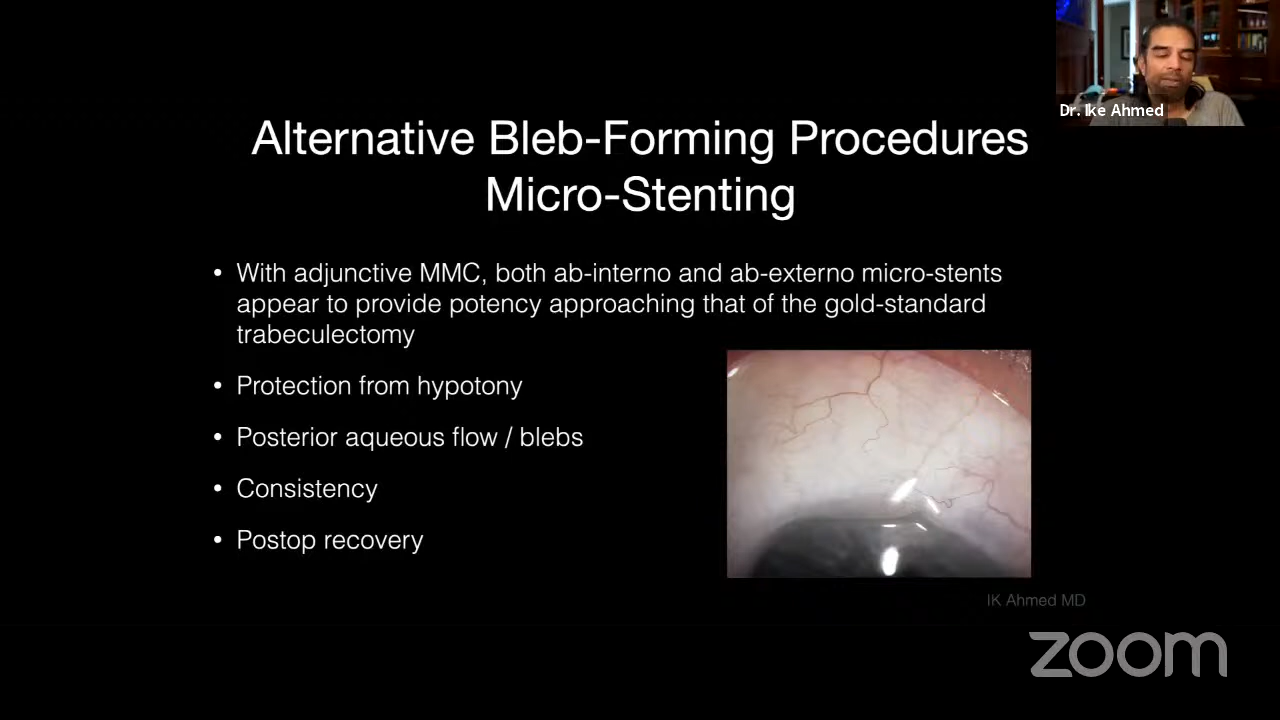 Dr. Ike Ahmed
Alternative Bleb-Forming Procedures
Micro-Stenting
• With adjunctive MMC, both ab-interno and ab-externo micro-stents
appear to provide potency approaching that of the gold-standard
trabeculectomy
• Protection from hypotony
• Posterior aqueous flow / blebs
• Consistency
• Postop recovery
IK Ahmed MD
zoom